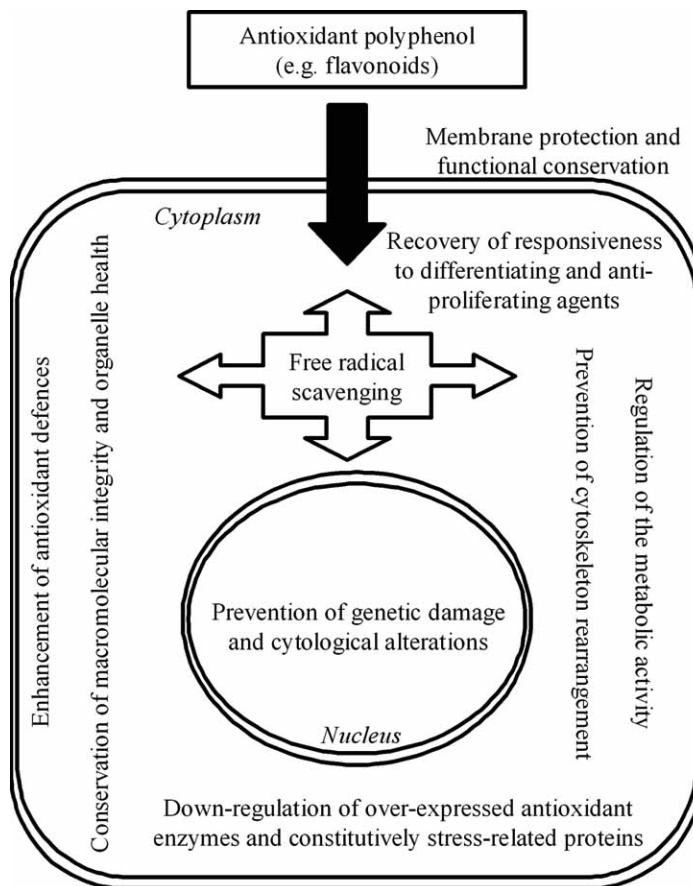 Antioxidant polyphenol
(e.g. flavonoids)
Membrane protection and
functional conservation
Cytoplasm
Recovery of responsiveness
to differentiating and anti-
proliferating agents
Free radical
scavenging
Enhancement of antioxidant defences
Conservation of macromolecular integrity and organelle health
Prevention of cytoskeleton rearrangement
Regulation of the metabolic activity
Prevention of genetic damage
and cytological alterations
Nucleus
Down-regulation of over-expressed antioxidant
enzymes and constitutively stress-related proteins